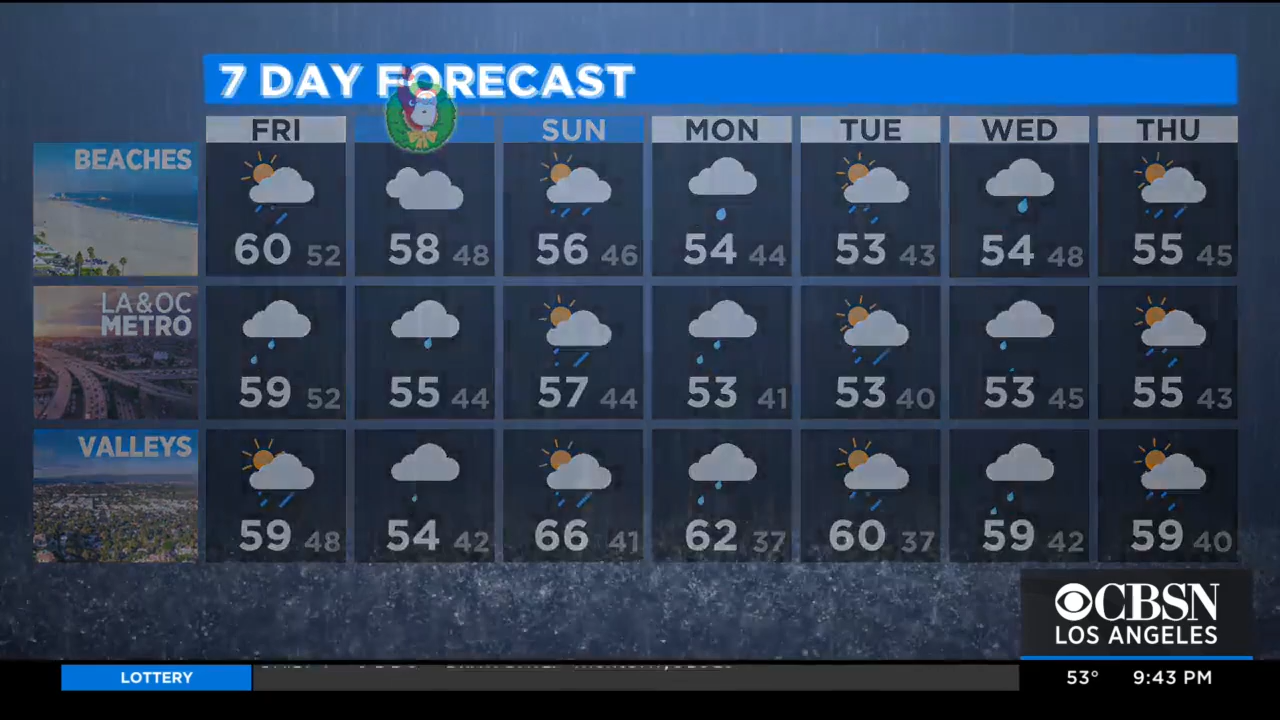 7 DAY FORECAST
FRI SUN MON TUE WED THU
BEACHES
60 52 58 48 56 46 54 44 53 43 54 48 55 45
LA & OC
METRO
59 52 55 44 57 44 53 41 53 40 53 45 55 43
VALLEYS
59 48 54 42 66 41 62 37 60 37 59 42 59 40
CBSN
LOS ANGELES
LOTTERY
53° 9:43 PM